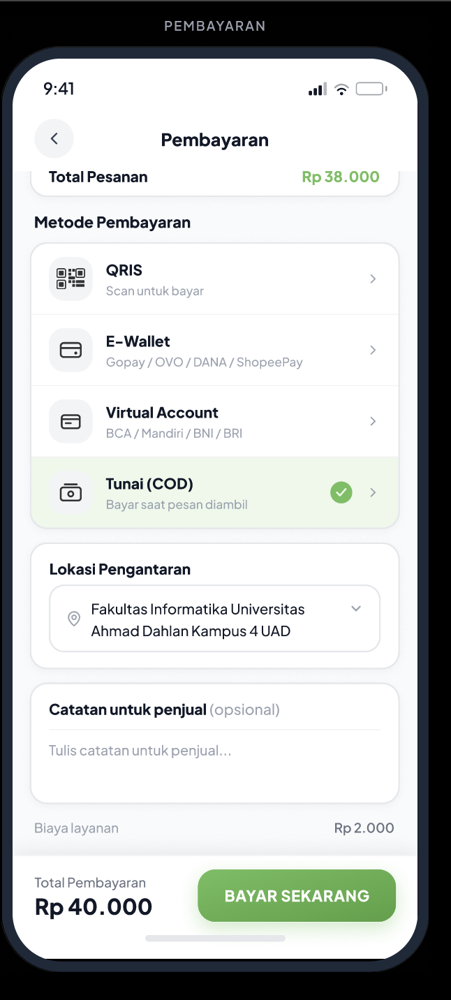 PEMBAYARAN
9:41
Pembayaran
Total Pesanan Rp 38.000
Metode Pembayaran
QRIS
Scan untuk bayar
E-Wallet
Gopay / OVO / DANA / ShopeePay
Virtual Account
BCA / Mandiri / BNI / BRI
Tunai (COD)
Bayar saat pesan diambil
Lokasi Pengantaran
Fakultas Informatika Universitas
Ahmad Dahlan Kampus 4 UAD
Catatan untuk penjual (opsional)
Tulis catatan untuk penjual...
Biaya layanan Rp 2.000
Total Pembayaran
Rp 40.000
BAYAR SEKARANG